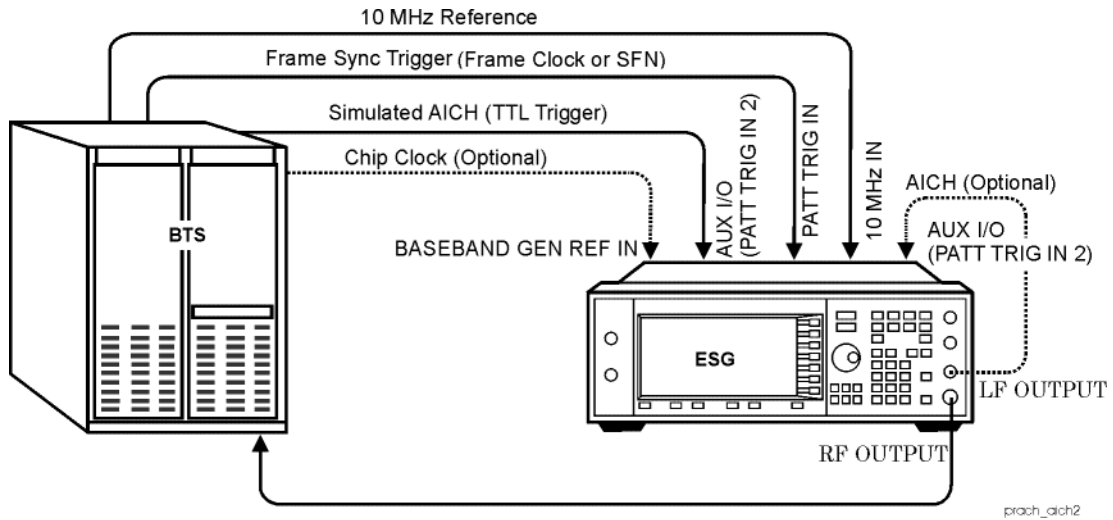 10 MHz Reference
Frame Sync Trigger (Frame Clock or SFN)
Simulated AICH (TTL Trigger)
Chip Clock (Optional)
BASEBAND GEN REF IN
AUX I/O
(PATT TRIG IN 2)
PATT TRIG IN
10 MHz IN
AICH (Optional)
AUX I/O
(PATT TRIG IN 2)
BTS
ESG
LF OUTPUT
RF OUTPUT
prach_aich2